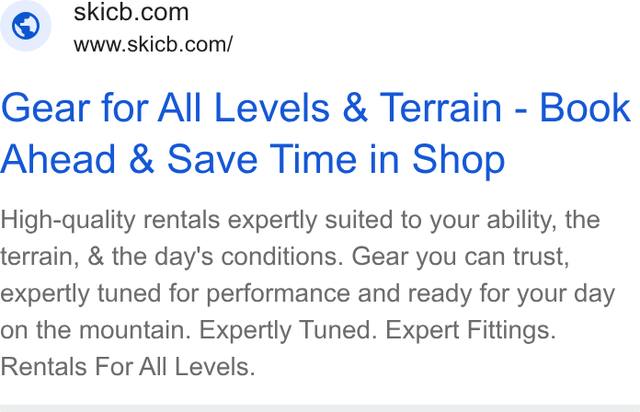 skicb.com
www.skicb.com/
Gear for All Levels & Terrain - Book
Ahead & Save Time in Shop
High-quality rentals expertly suited to your ability, the
terrain, & the day's conditions. Gear you can trust,
expertly tuned for performance and ready for your day
on the mountain. Expertly Tuned. Expert Fittings.
Rentals For All Levels.